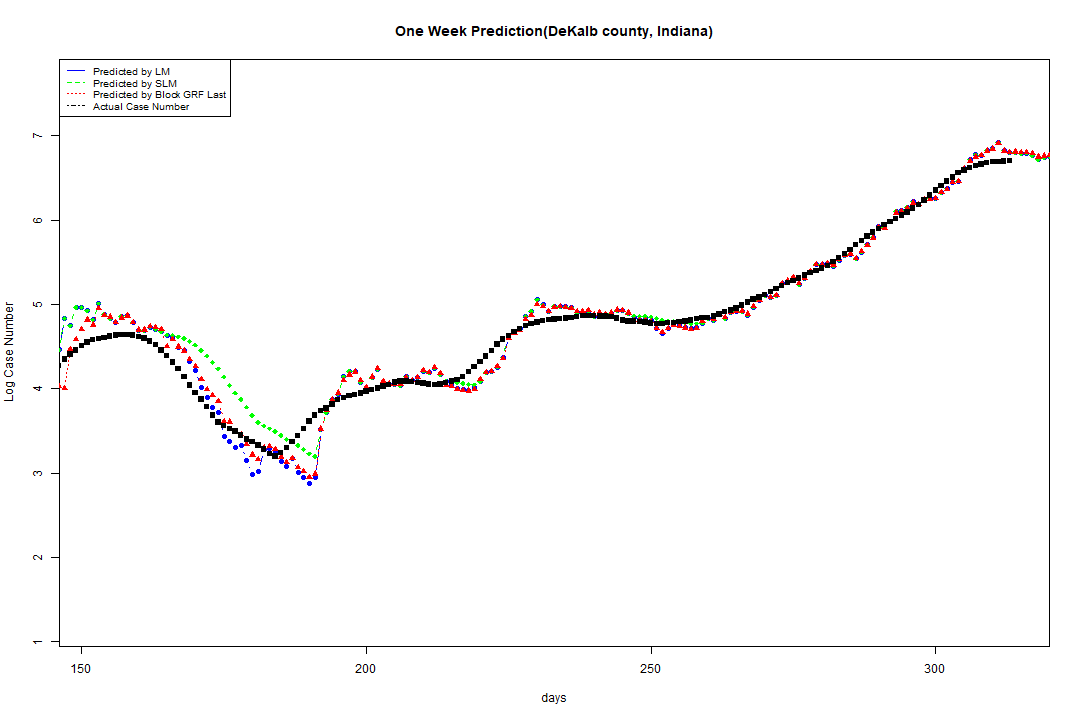 One Week Prediction(DeKalb county, Indiana)
Predicted by LM
Predicted by SLM
Predicted by Block GRF Last
Actual Case Number
Log Case Number
7
6
5
4
3
2
1
150 200 250 300
days